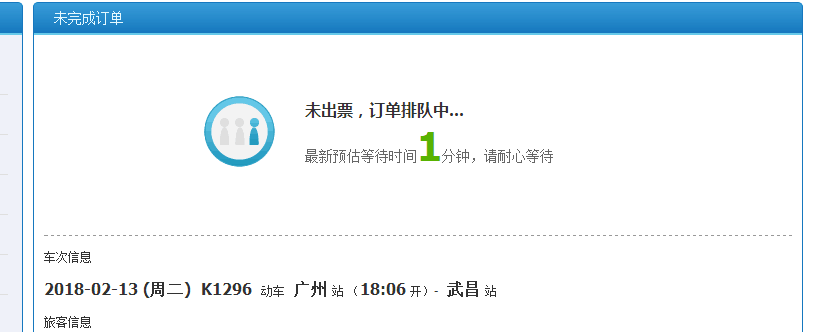 未完成订单
未出票，订单排队中...
最新预估等待时间1分钟，请耐心等待
车次信息
2018-02-13 (周二) K1296 动车 广州 站 （18:06 开）- 武昌 站
旅客信息